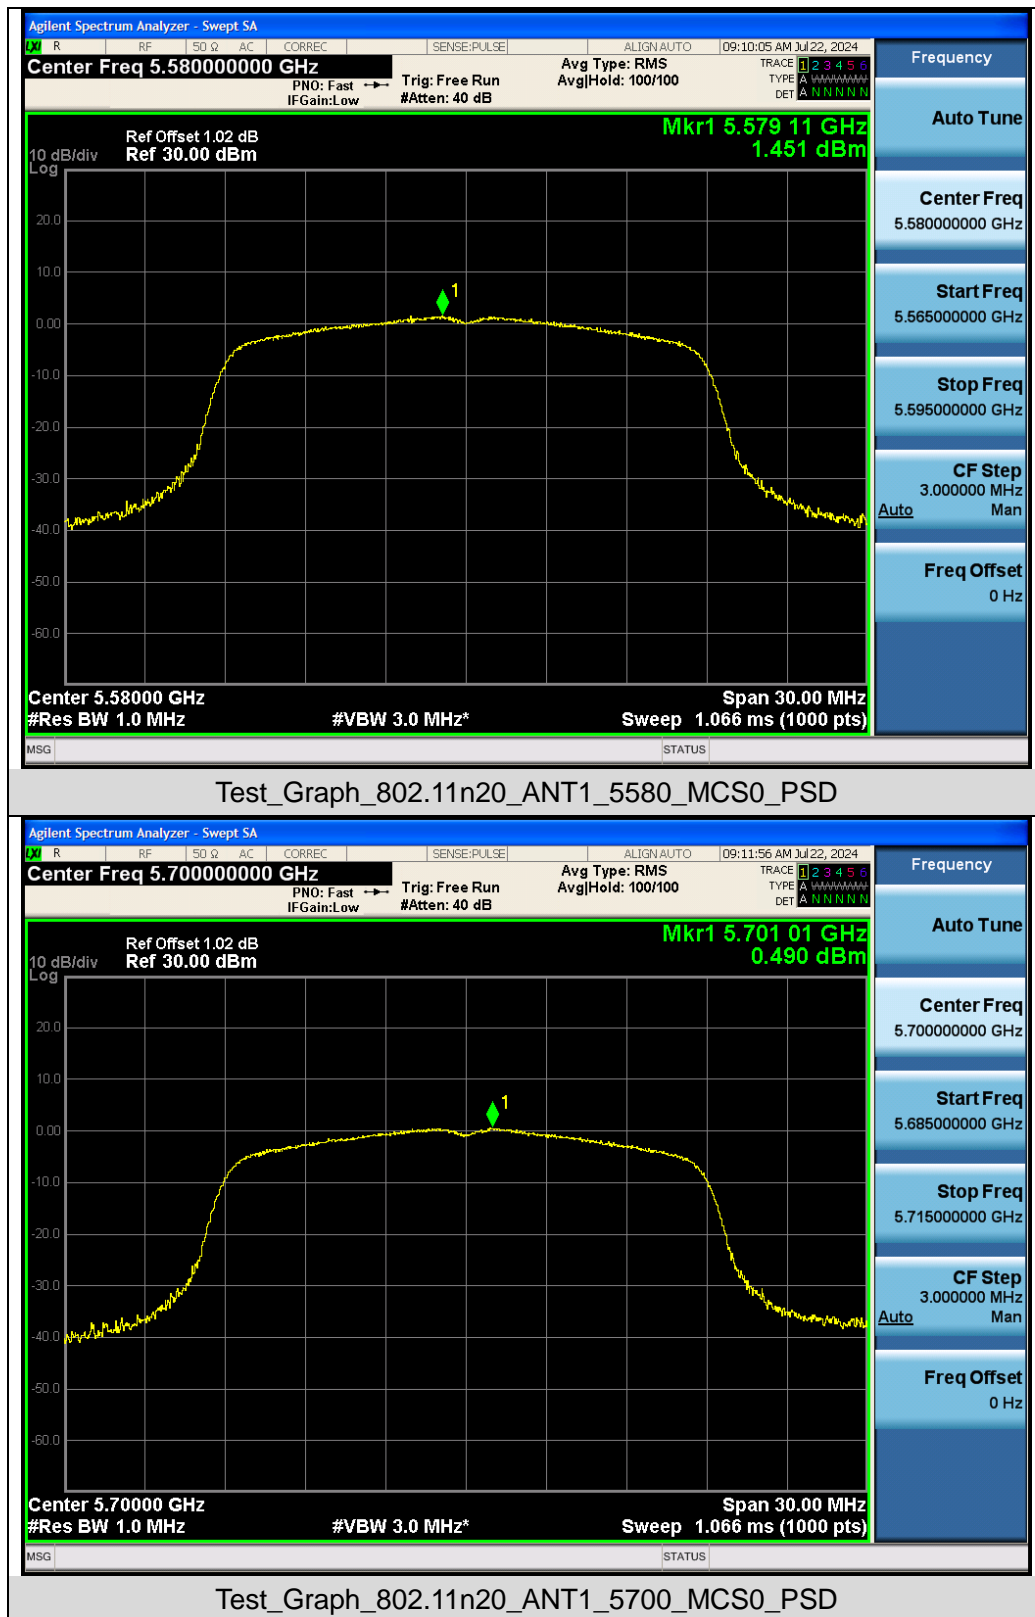 Agilent Spectrum Analyzer - Swept SA
LXI R RF 50 Ω AC CORREC SENSE:PULSE ALIGN AUTO 09:10:05 AM Jul 22, 2024
Center Freq 5.580000000 GHz
PNO: Fast
IFGain:Low
Trig: Free Run
#Atten: 40 dB
Avg Type: RMS
Avg|Hold: 100/100
TRACE 1 2 3 4 5 6
TYPE A WWWWW
DET A N N N N N
Frequency
Auto Tune
Center Freq
5.580000000 GHz
Start Freq
5.565000000 GHz
Stop Freq
5.595000000 GHz
CF Step
3.000000 MHz
Auto Man
Freq Offset
0 Hz
Mkr1 5.579 11 GHz
1.451 dBm
Ref Offset 1.02 dB
10 dB/div Ref 30.00 dBm
Log
20.0
10.0
1
0.00
-10.0
-20.0
-30.0
-40.0
-50.0
-60.0
Center 5.58000 GHz Span 30.00 MHz
#Res BW 1.0 MHz #VBW 3.0 MHz* Sweep 1.066 ms (1000 pts)
MSG STATUS
Test_Graph_802.11n20_ANT1_5580_MCS0_PSD
Agilent Spectrum Analyzer - Swept SA
LXI R RF 50 Ω AC CORREC SENSE:PULSE ALIGN AUTO 09:11:56 AM Jul 22, 2024
Center Freq 5.700000000 GHz
PNO: Fast
IFGain:Low
Trig: Free Run
#Atten: 40 dB
Avg Type: RMS
Avg|Hold: 100/100
TRACE 1 2 3 4 5 6
TYPE A WWWWW
DET A N N N N N
Frequency
Auto Tune
Center Freq
5.700000000 GHz
Start Freq
5.685000000 GHz
Stop Freq
5.715000000 GHz
CF Step
3.000000 MHz
Auto Man
Freq Offset
0 Hz
Mkr1 5.701 01 GHz
0.490 dBm
Ref Offset 1.02 dB
10 dB/div Ref 30.00 dBm
Log
20.0
10.0
1
0.00
-10.0
-20.0
-30.0
-40.0
-50.0
-60.0
Center 5.70000 GHz Span 30.00 MHz
#Res BW 1.0 MHz #VBW 3.0 MHz* Sweep 1.066 ms (1000 pts)
MSG STATUS
Test_Graph_802.11n20_ANT1_5700_MCS0_PSD